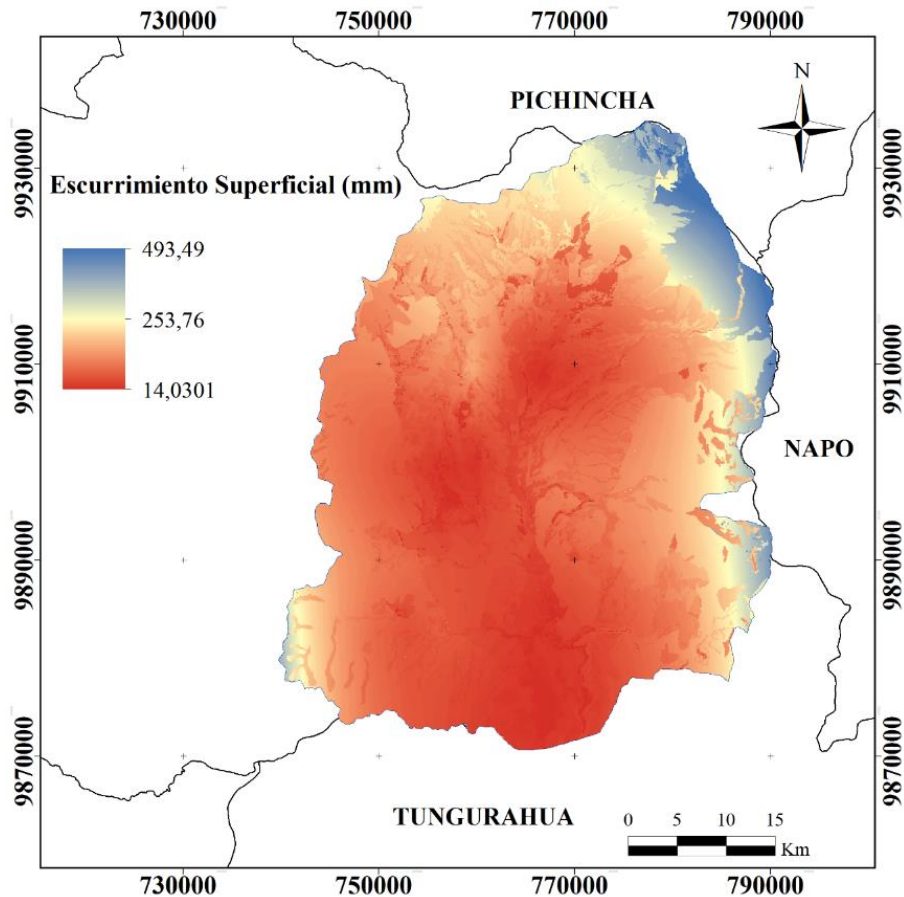 730000 750000 770000 790000
N
PICHINCHA
9930000 9930000
Escurrimiento Superficial (mm)
493,49
253,76
14,0301
9910000 9910000
NAPO
9890000 9890000
9870000 9870000
TUNGURAHUA
0 5 10 15
Km
730000 750000 770000 790000